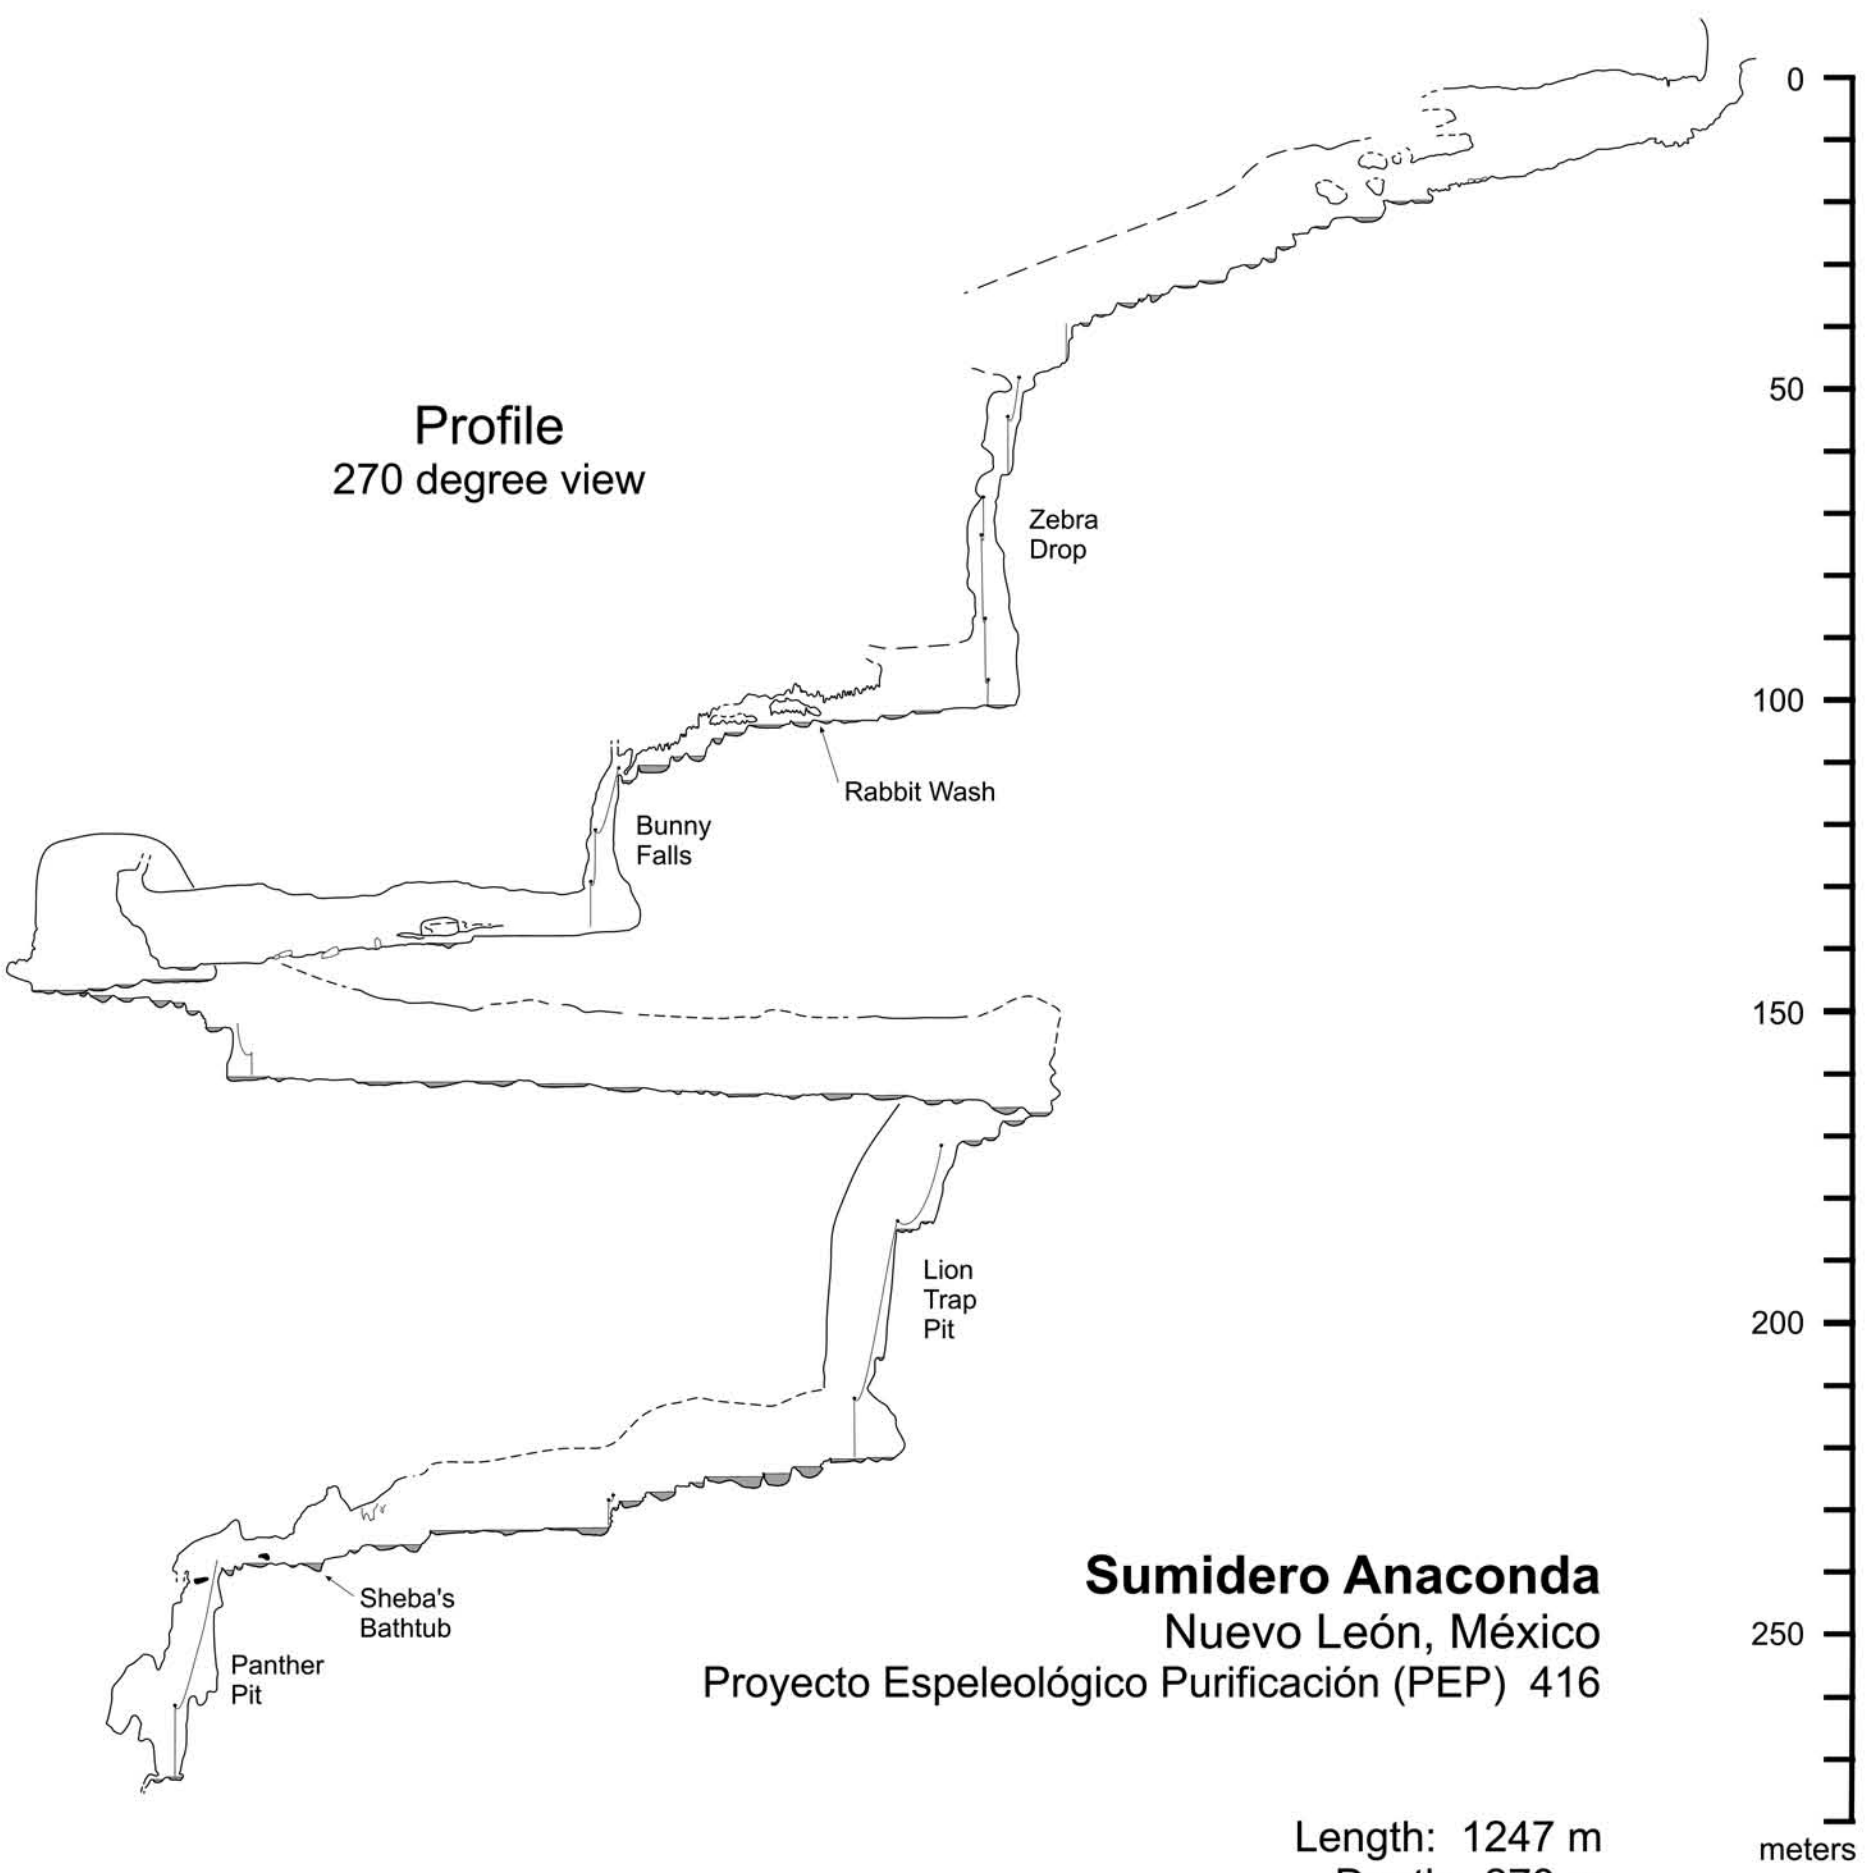 0
Profile
270 degree view
50
Zebra
Drop
100
Rabbit Wash
Bunny
Falls
150
Lion
Trap
Pit
200
Sheba's
Bathtub
Panther
Pit
250
Sumidero Anaconda
Nuevo León, México
Proyecto Espeleológico Purificación (PEP) 416
Length: 1247 m
meters